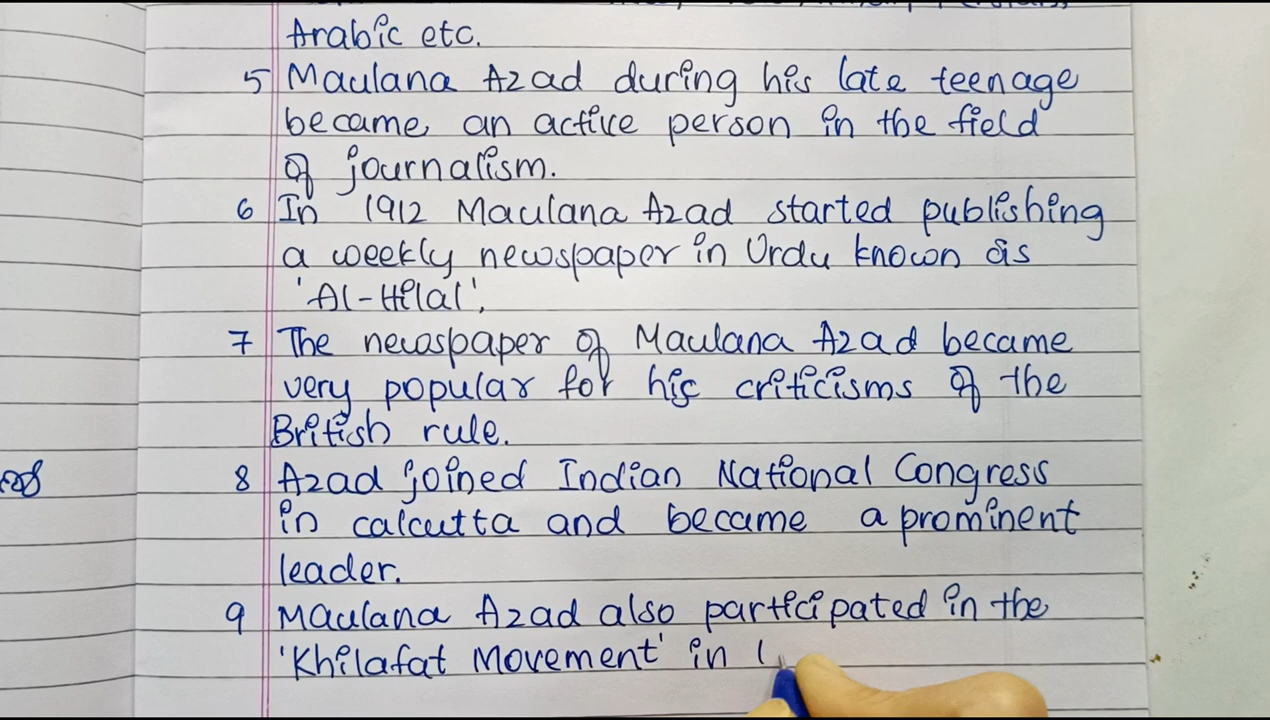 Arabic etc.
5 Maulana Azad during his late teenage
became an active person in the field
of journalism.
6 In 1912 Maulana Azad started publishing
a weekly newspaper in Urdu known as
'Al-Hilal',
7 The newspaper of Maulana Azad became
very popular for his criticisms of the
British rule.
8 Azad joined Indian National Congress
in calcutta and became a prominent
leader.
9 Maulana Azad also participated in the
'Khilafat Movement' in